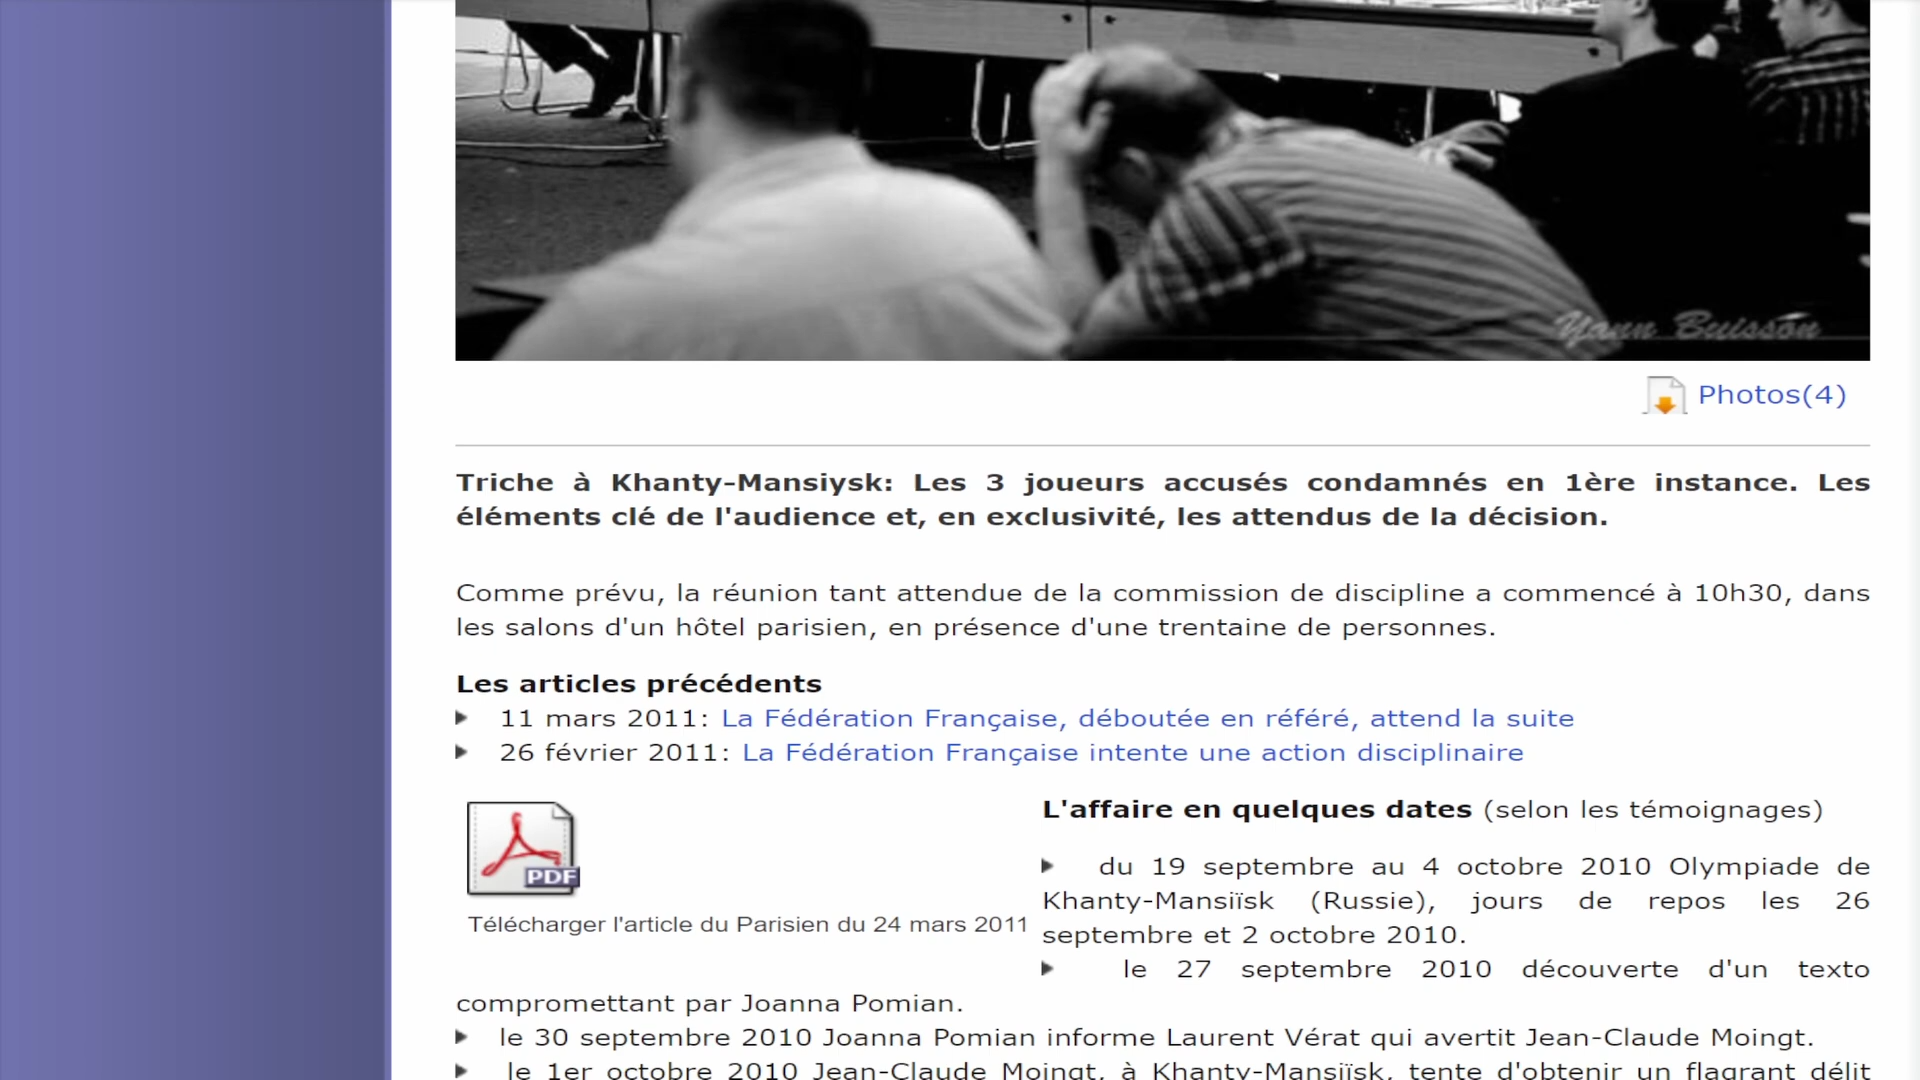 Yann Buisson
Photos(4)
Triche à Khanty-Mansiysk: Les 3 joueurs accusés condamnés en 1ère instance. Les
éléments clé de l'audience et, en exclusivité, les attendus de la décision.
Comme prévu, la réunion tant attendue de la commission de discipline a commencé à 10h30, dans
les salons d'un hôtel parisien, en présence d'une trentaine de personnes.
Les articles précédents
11 mars 2011: La Fédération Française, déboutée en référé, attend la suite
26 février 2011: La Fédération Française intente une action disciplinaire
PDF
Télécharger l'article du Parisien du 24 mars 2011
L'affaire en quelques dates (selon les témoignages)
du 19 septembre au 4 octobre 2010 Olympiade de
Khanty-Mansiïsk (Russie), jours de repos les 26
septembre et 2 octobre 2010.
le 27 septembre 2010 découverte d'un texto
compromettant par Joanna Pomian.
le 30 septembre 2010 Joanna Pomian informe Laurent Vérat qui avertit Jean-Claude Moingt.
le 1er octobre 2010 Jean-Claude Moingt, à Khanty-Mansiïsk, tente d'obtenir un flagrant délit